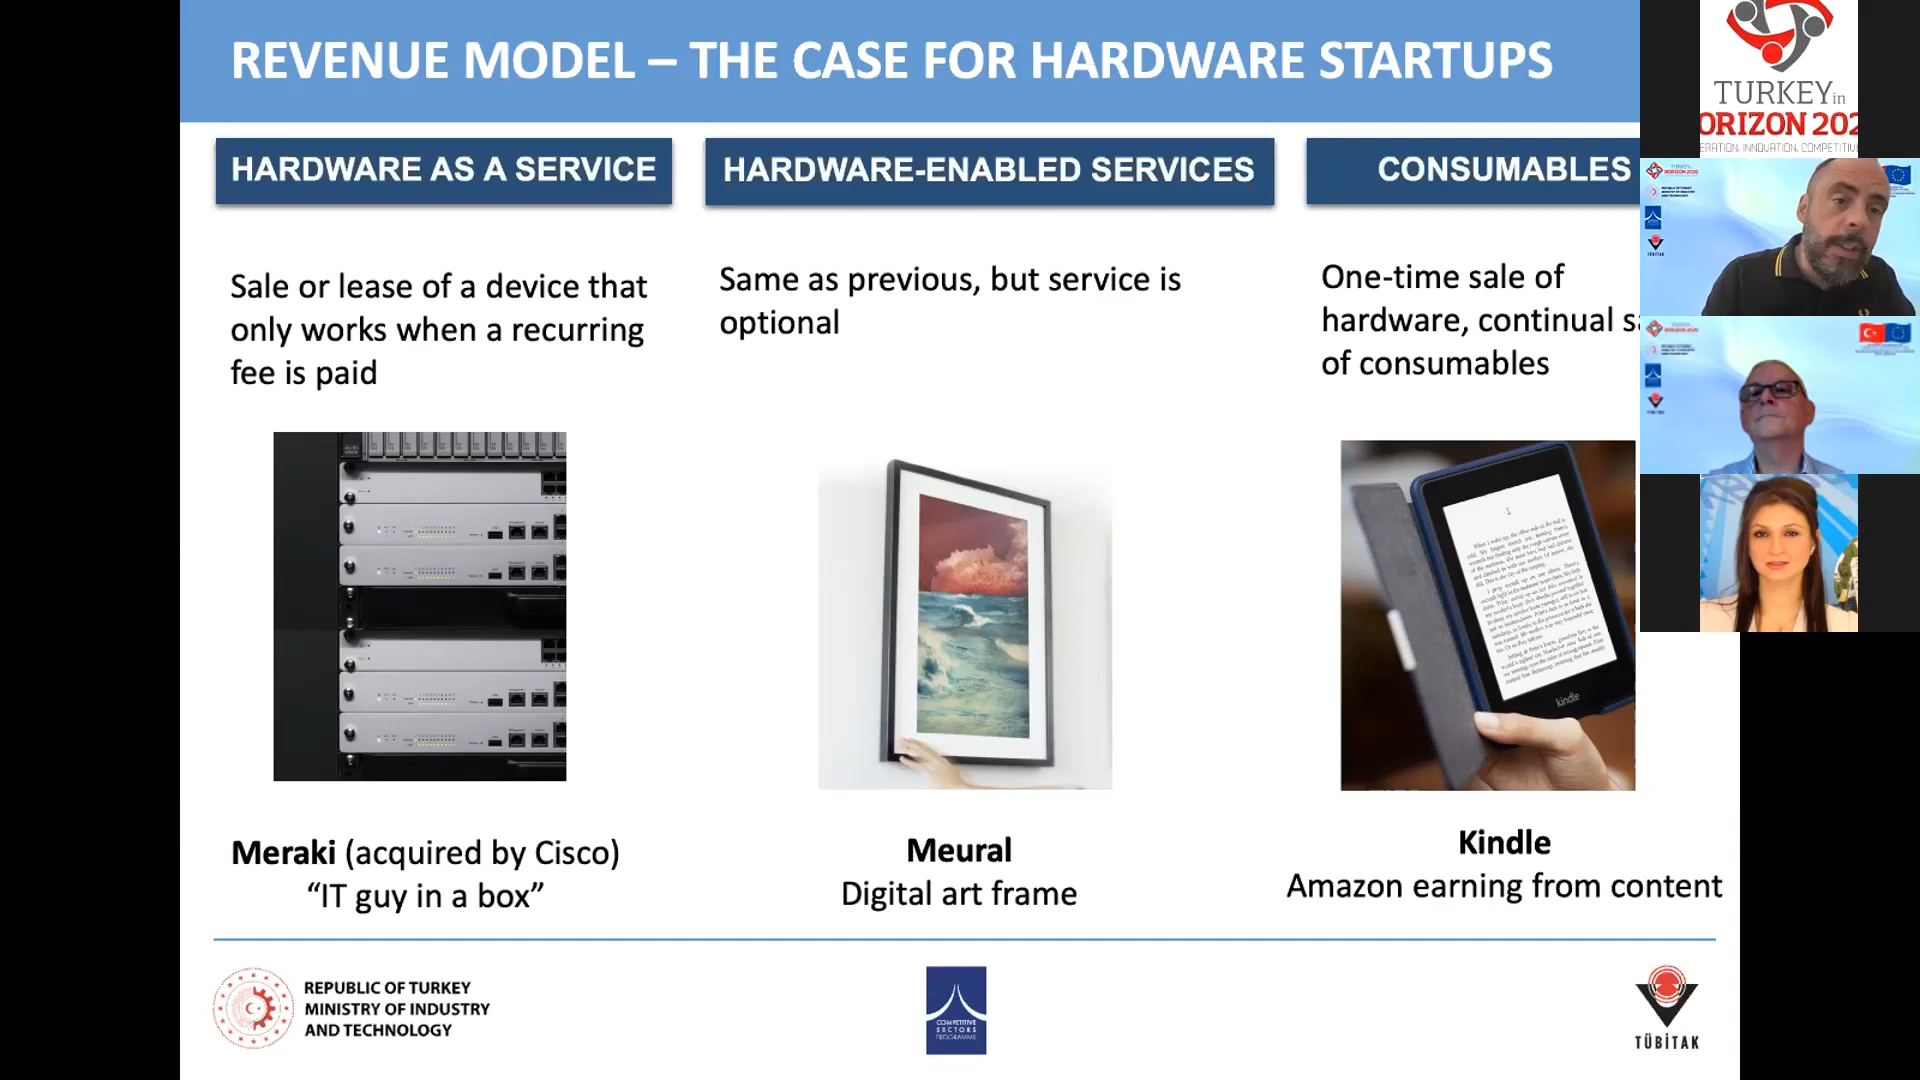 REVENUE MODEL – THE CASE FOR HARDWARE STARTUPS
HARDWARE AS A SERVICE
Sale or lease of a device that
only works when a recurring
fee is paid
Meraki (acquired by Cisco)
“IT guy in a box”
HARDWARE-ENABLED SERVICES
Same as previous, but service is
optional
Meural
Digital art frame
CONSUMABLES
One-time sale of
hardware, continual
of consumables
kindle
Kindle
Amazon earning from content
REPUBLIC OF TURKEY
MINISTRY OF INDUSTRY
AND TECHNOLOGY
COMPETITIVE
SECTORS
PROGRAMME
TÜBİTAK
TURKEY in
ORIZON 202
ERATION, INNOVATION, COMPETITIVE